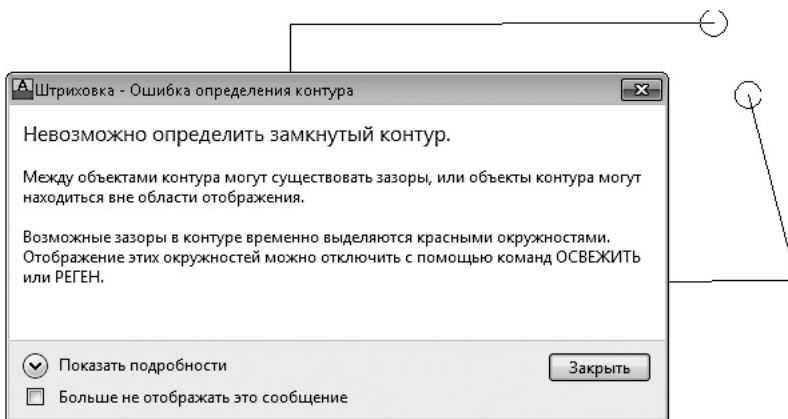 Штриховка - Ошибка определения контура
Невозможно определить замкнутый контур.
Между объектами контура могут существовать зазоры, или объекты контура могут
находиться вне области отображения.
Возможные зазоры в контуре временно выделяются красными окружностями.
Отображение этих окружностей можно отключить с помощью команд ОСВЕЖИТЬ
или РЕГЕН.
Показать подробности
Закрыть
Больше не отображать это сообщение